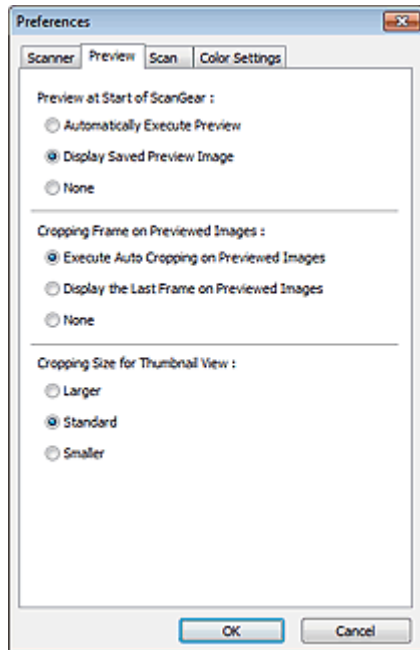 Preferences
Scanner Preview Scan Color Settings
Preview at Start of ScanGear :
Automatically Execute Preview
Display Saved Preview Image
None
Cropping Frame on Previewed Images :
Execute Auto Cropping on Previewed Images
Display the Last Frame on Previewed Images
None
Cropping Size for Thumbnail View :
Larger
Standard
Smaller
OK Cancel